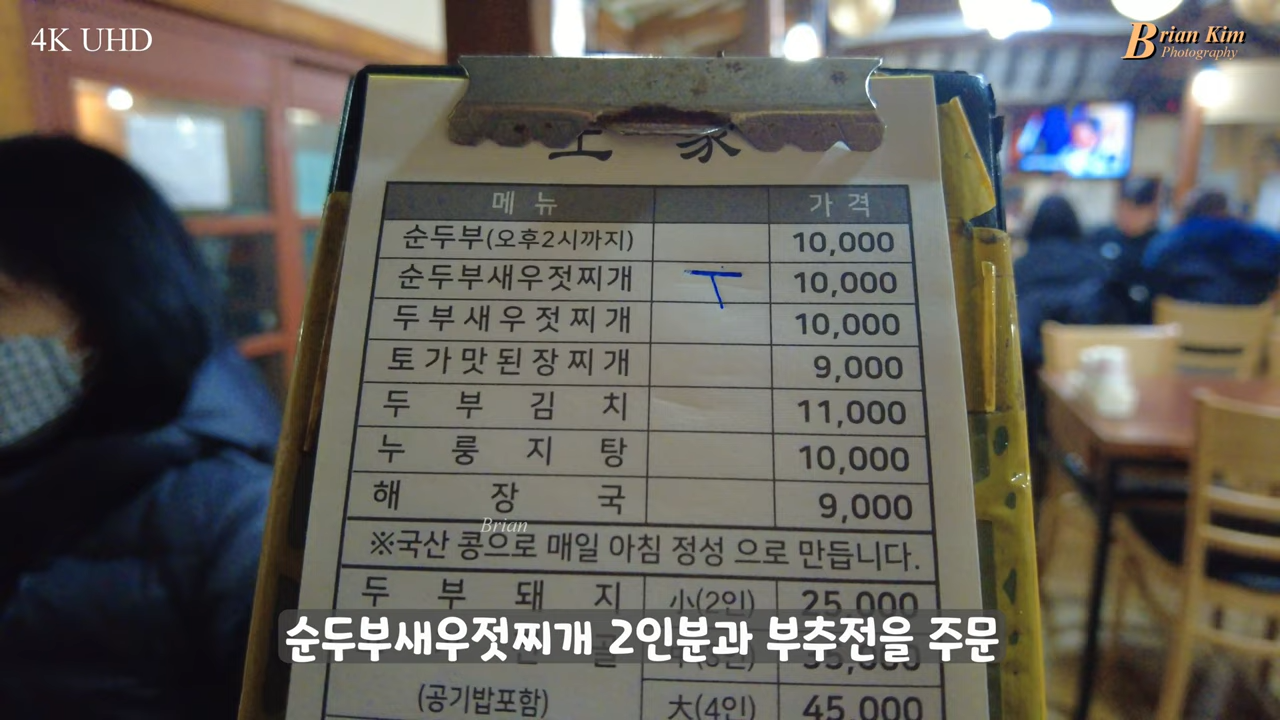 4K UHD
Brian Kim
Photography
土家
메뉴 가격
순두부(오후2시까지) 10,000
순두부새우젓찌개 10,000
두부새우젓찌개 10,000
토가맛된장찌개 9,000
두부김치 11,000
누룽지탕 10,000
해장국 9,000
Brian
※국산 콩으로 매일 아침 정성 으로 만듭니다.
두부돼지 小(2인) 25,000
순두부새우젓찌개 2인분과 부추전을 주문
(공기밥포함) 大(4인) 45,000